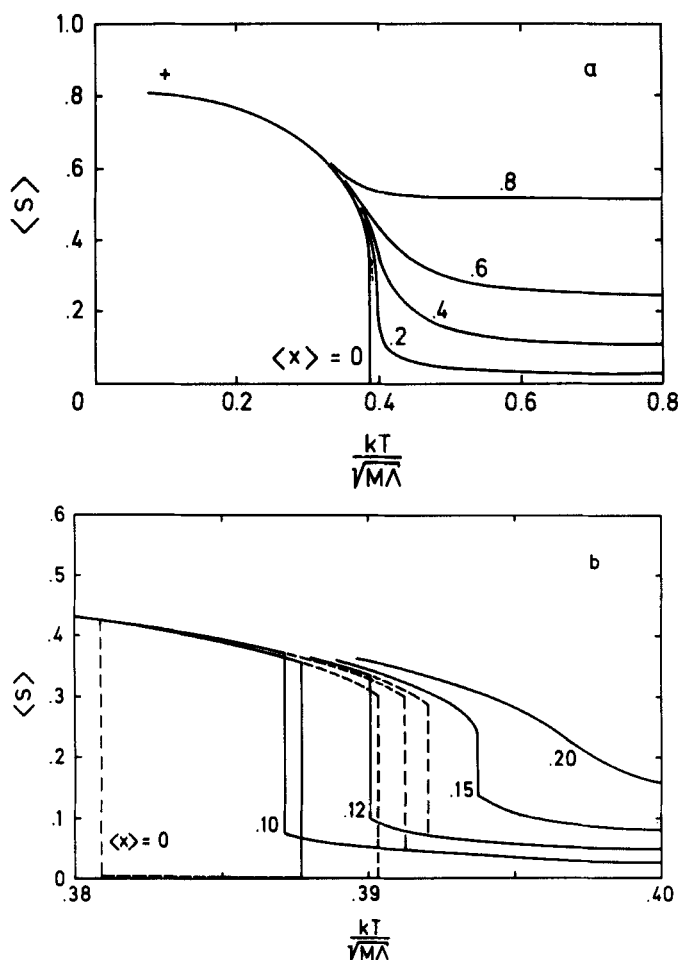 1.0
.8
.6
.4
.2
0
+
a
.8
.6
.4
.2
⟨x⟩ = 0
⟨s⟩
0 0.2 0.4 0.6 0.8
kT
√MΛ
.6
.5
.4
.3
.2
.1
0
b
.20
.15
.12
.10
⟨x⟩ = 0
⟨s⟩
.38 .39 .40
kT
√MΛ